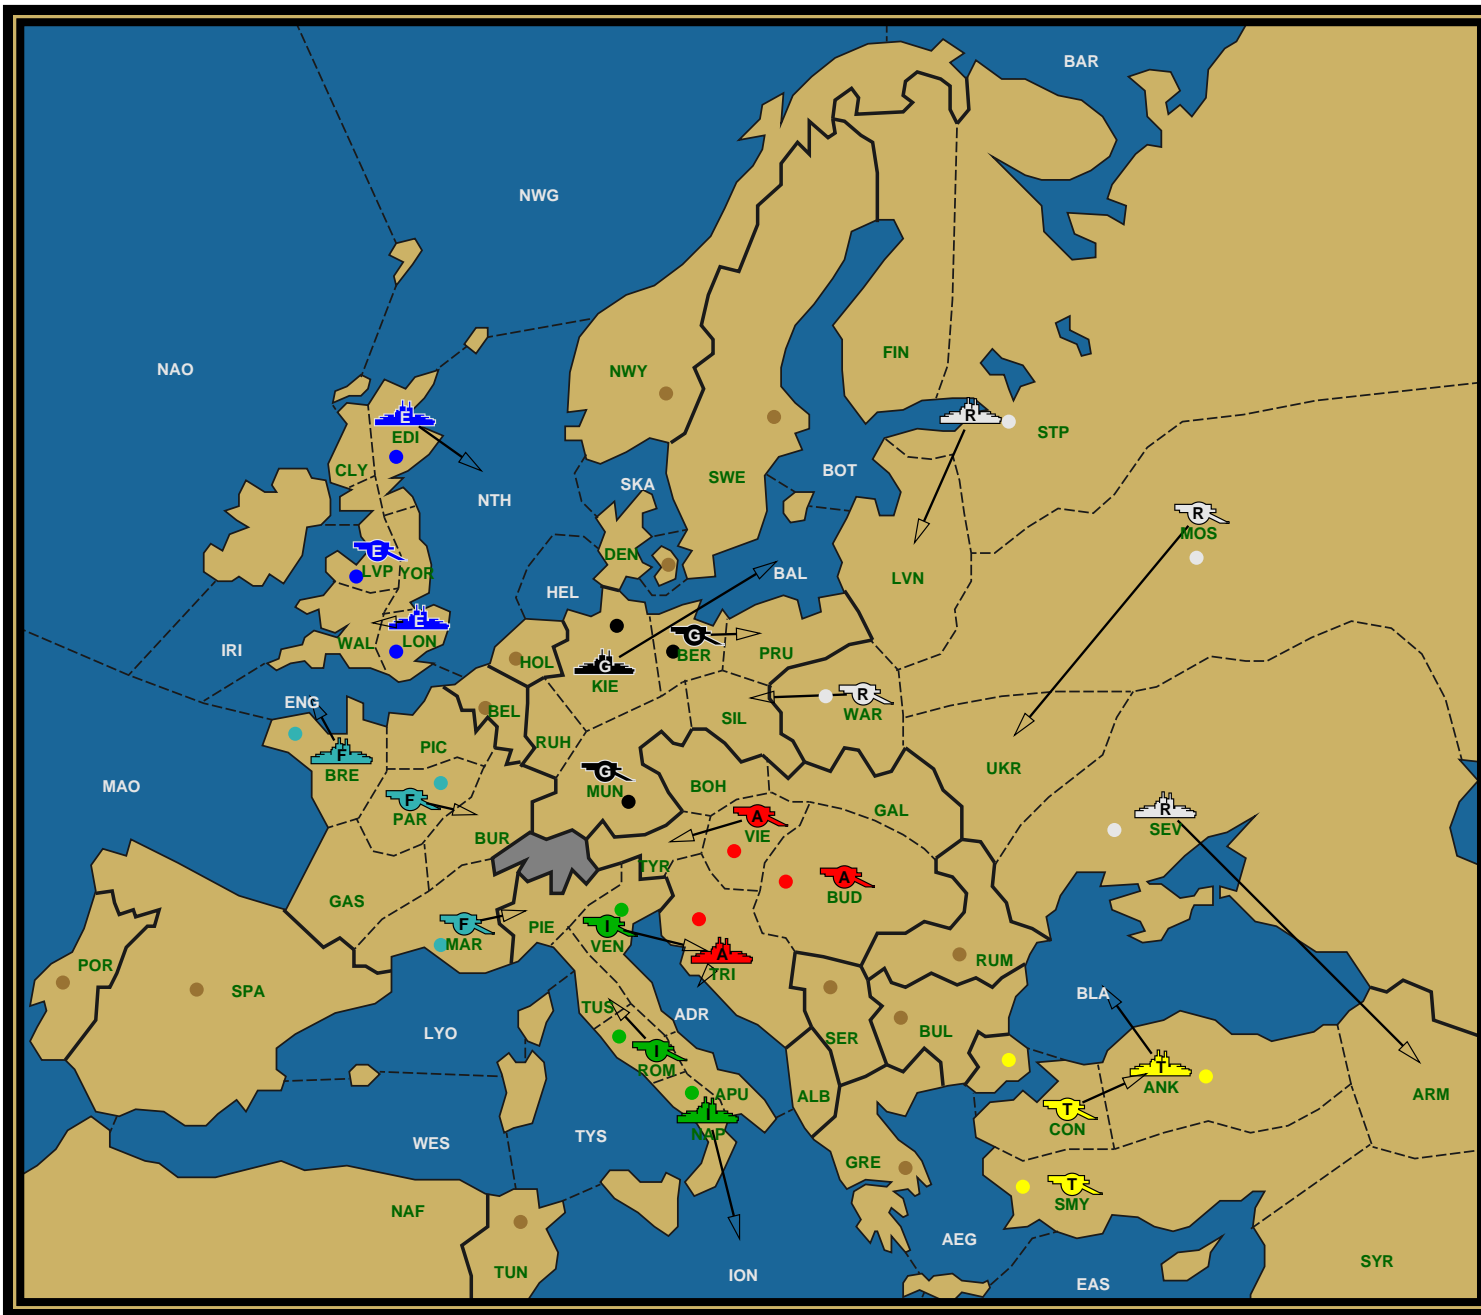 BAR
NWG
NAO
FIN
NWY
R
STP
E
EDI
CLY
SWE
BOT
SKA
NTH
R
MOS
E
LVP YOR
DEN
BAL
LVN
HEL
E
LON
WAL
IRI
G
BER
PRU
HOL
G
KIE
R
WAR
ENG
BEL
SIL
PIC
RUH
F
BRE
UKR
G
MUN
BOH
MAO
F
PAR
A
VIE
GAL
R
SEV
BUR
TYR
A
BUD
GAS
F
MAR
PIE
I
VEN
A
TRI
RUM
POR
SPA
BLA
TUS
ADR
LYO
BUL
SER
I
ROM
T
ANK
APU
ALB
ARM
I
NAP
T
CON
WES
TYS
GRE
T
SMY
NAF
AEG
TUN
ION
SYR
EAS